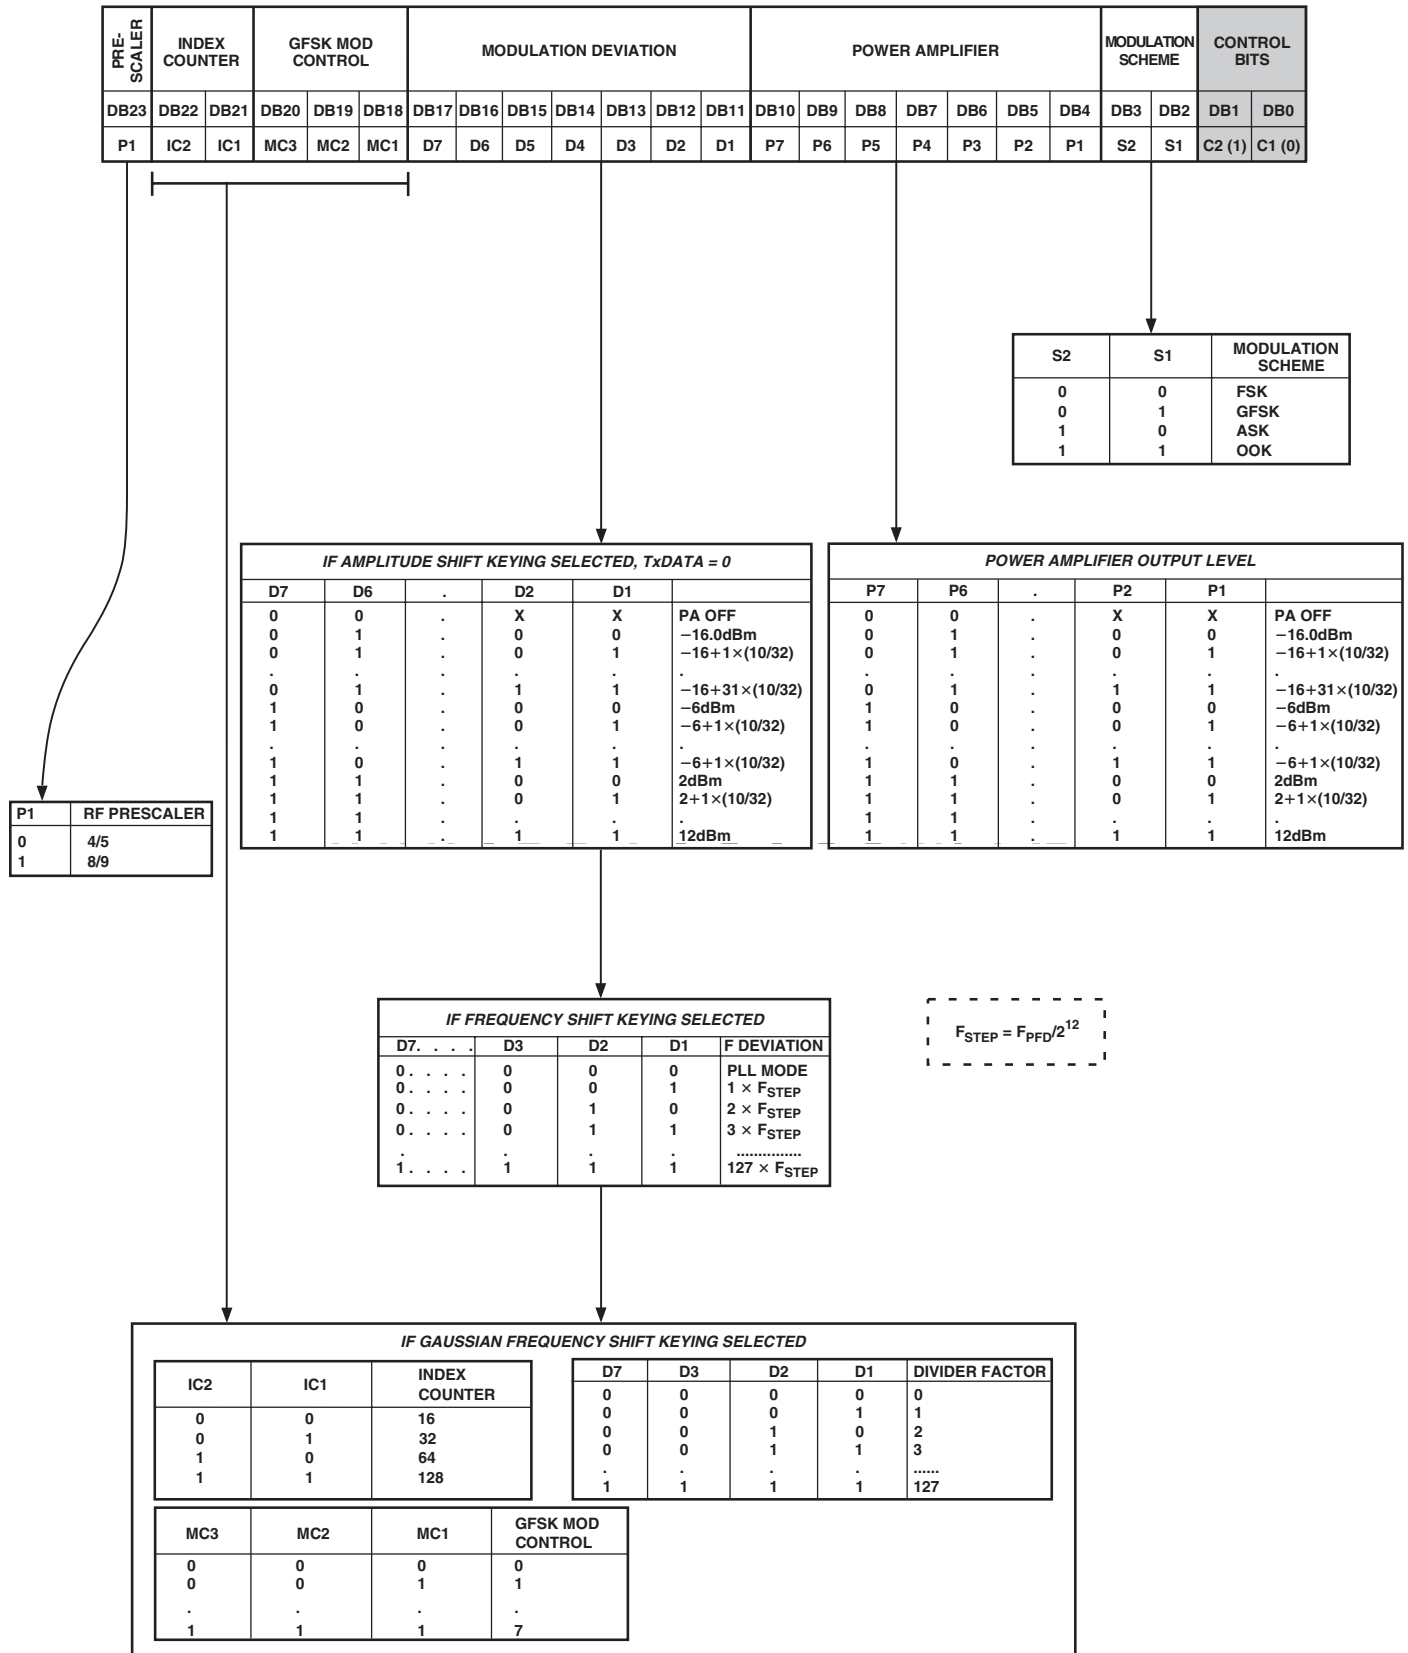 PRE-SCALER INDEX COUNTER GFSK MOD CONTROL MODULATION DEVIATION POWER AMPLIFIER MODULATION SCHEME CONTROL BITS
DB23 DB22 DB21 DB20 DB19 DB18 DB17 DB16 DB15 DB14 DB13 DB12 DB11 DB10 DB9 DB8 DB7 DB6 DB5 DB4 DB3 DB2 DB1 DB0
P1 IC2 IC1 MC3 MC2 MC1 D7 D6 D5 D4 D3 D2 D1 P7 P6 P5 P4 P3 P2 P1 S2 S1 C2 (1) C1 (0)
S2 S1 MODULATION SCHEME
0 0 FSK
0 1 GFSK
1 0 ASK
1 1 OOK
IF AMPLITUDE SHIFT KEYING SELECTED, TxDATA = 0
D7 D6 . D2 D1
0 0 . X X PA OFF
0 1 . 0 0 −16.0dBm
0 1 . 0 1 −16+1×(10/32)
. . . . . .
0 1 . 1 1 −16+31×(10/32)
1 0 . 0 0 −6dBm
1 0 . 0 1 −6+1×(10/32)
. . . . . .
1 0 . 1 1 −6+1×(10/32)
1 1 . 0 0 2dBm
1 1 . 0 1 2+1×(10/32)
1 1 . . . .
1 1 . 1 1 12dBm
POWER AMPLIFIER OUTPUT LEVEL
P7 P6 . P2 P1
0 0 . X X PA OFF
0 1 . 0 0 −16.0dBm
0 1 . 0 1 −16+1×(10/32)
. . . . . .
0 1 . 1 1 −16+31×(10/32)
1 0 . 0 0 −6dBm
1 0 . 0 1 −6+1×(10/32)
. . . . . .
1 0 . 1 1 −6+1×(10/32)
1 1 . 0 0 2dBm
1 1 . 0 1 2+1×(10/32)
1 1 . . . .
1 1 . 1 1 12dBm
P1 RF PRESCALER
0 4/5
1 8/9
IF FREQUENCY SHIFT KEYING SELECTED
D7. . . . D3 D2 D1 F DEVIATION
0. . . . 0 0 0 PLL MODE
0. . . . 0 0 1 1 × FSTEP
0. . . . 0 1 0 2 × FSTEP
0. . . . 0 1 1 3 × FSTEP
. . . . ...............
1. . . . 1 1 1 127 × FSTEP
FSTEP = FPFD/2^12
IF GAUSSIAN FREQUENCY SHIFT KEYING SELECTED
IC2 IC1 INDEX COUNTER
0 0 16
0 1 32
1 0 64
1 1 128
D7 D3 D2 D1 DIVIDER FACTOR
0 0 0 0 0
0 0 0 1 1
0 0 1 0 2
0 0 1 1 3
. . . . ......
1 1 1 1 127
MC3 MC2 MC1 GFSK MOD CONTROL
0 0 0 0
0 0 1 1
. . . .
1 1 1 7